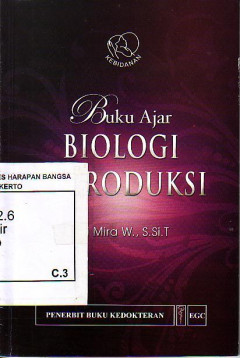 KEBIDANAN
Buku Ajar
BIOLOGI
RODUKSI
ES HARAPAN BANGSA
KERTO
2.6
ir
C.3
Mira W., S.Si.T
PENERBIT BUKU KEDOKTERAN EGC